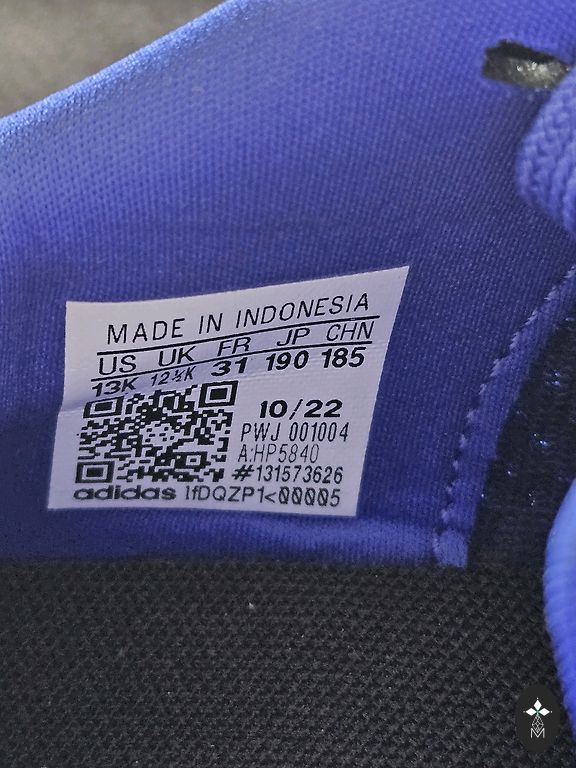 MADE IN INDONESIA
US UK FR JP CHN
13K 12½K 31 190 185
10/22
PWJ 001004
A:HP5840
#131573626
adidas 1fDQZP1<00005
M